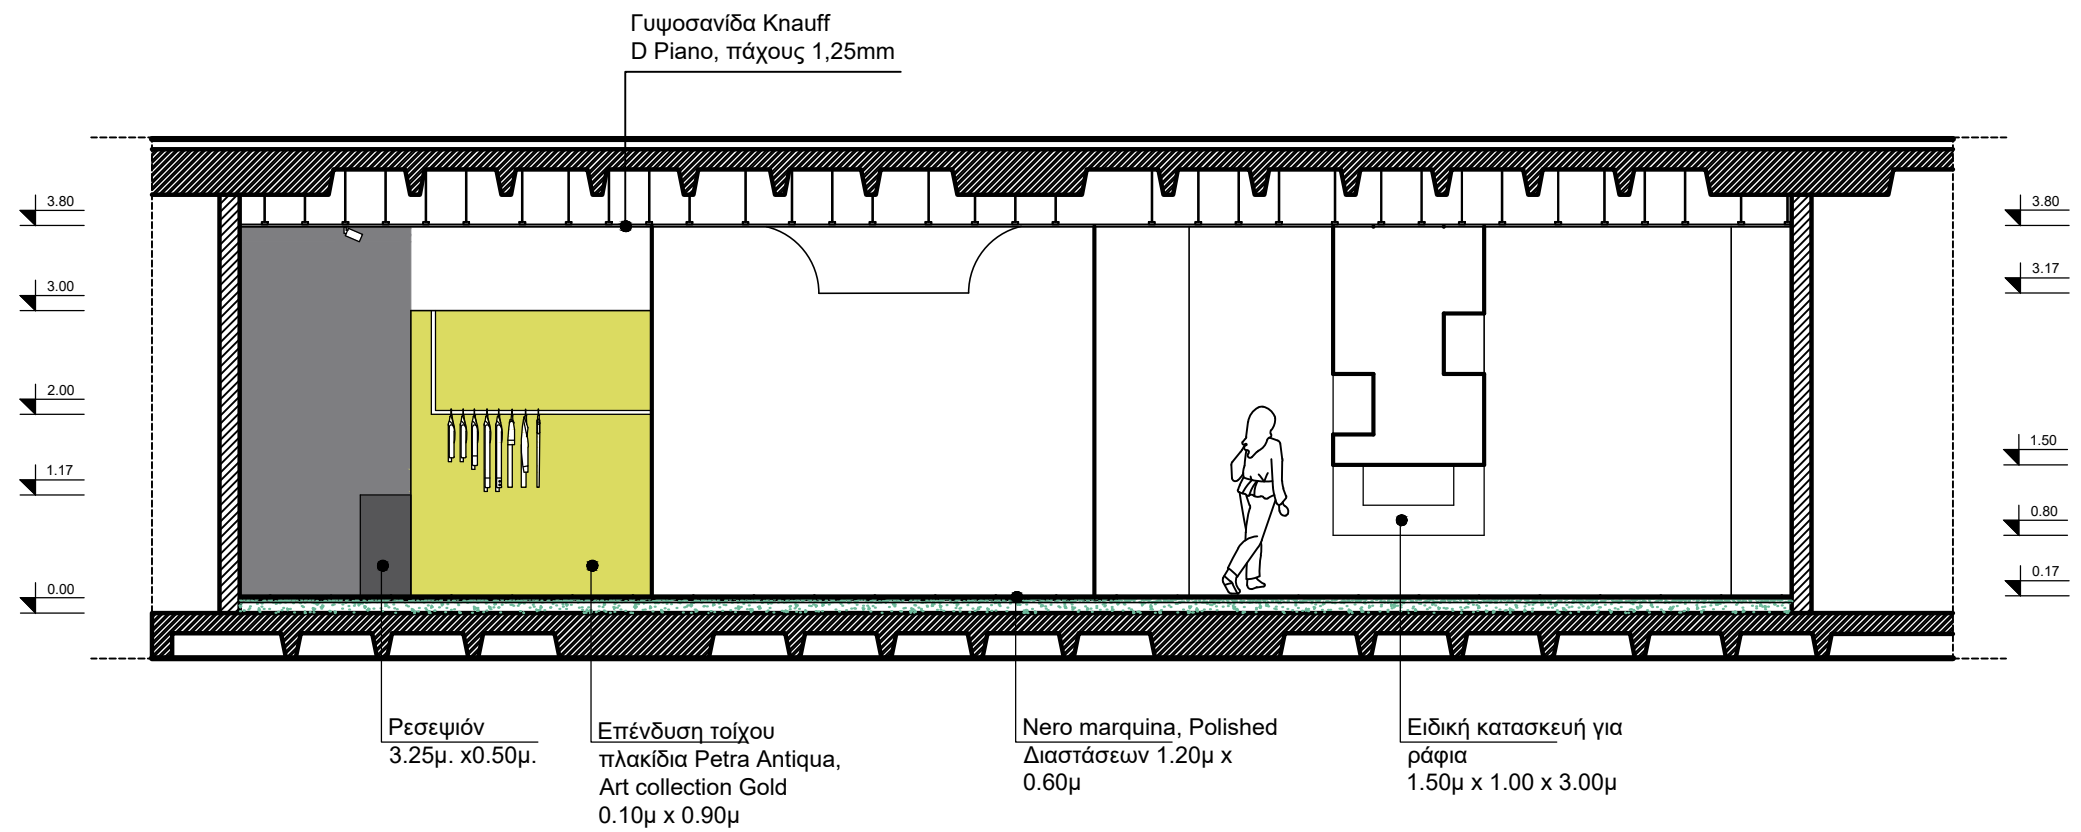 Γυψοσανίδα Knauff
D Piano, πάχους 1,25mm
3.80
3.00
2.00
1.17
0.00
3.80
3.17
1.50
0.80
0.17
Ρεσεψιόν
3.25μ. x0.50μ.
Επένδυση τοίχου
πλακίδια Petra Antiqua,
Art collection Gold
0.10μ x 0.90μ
Nero marquina, Polished
Διαστάσεων 1.20μ x
0.60μ
Ειδική κατασκευή για
ράφια
1.50μ x 1.00 x 3.00μ